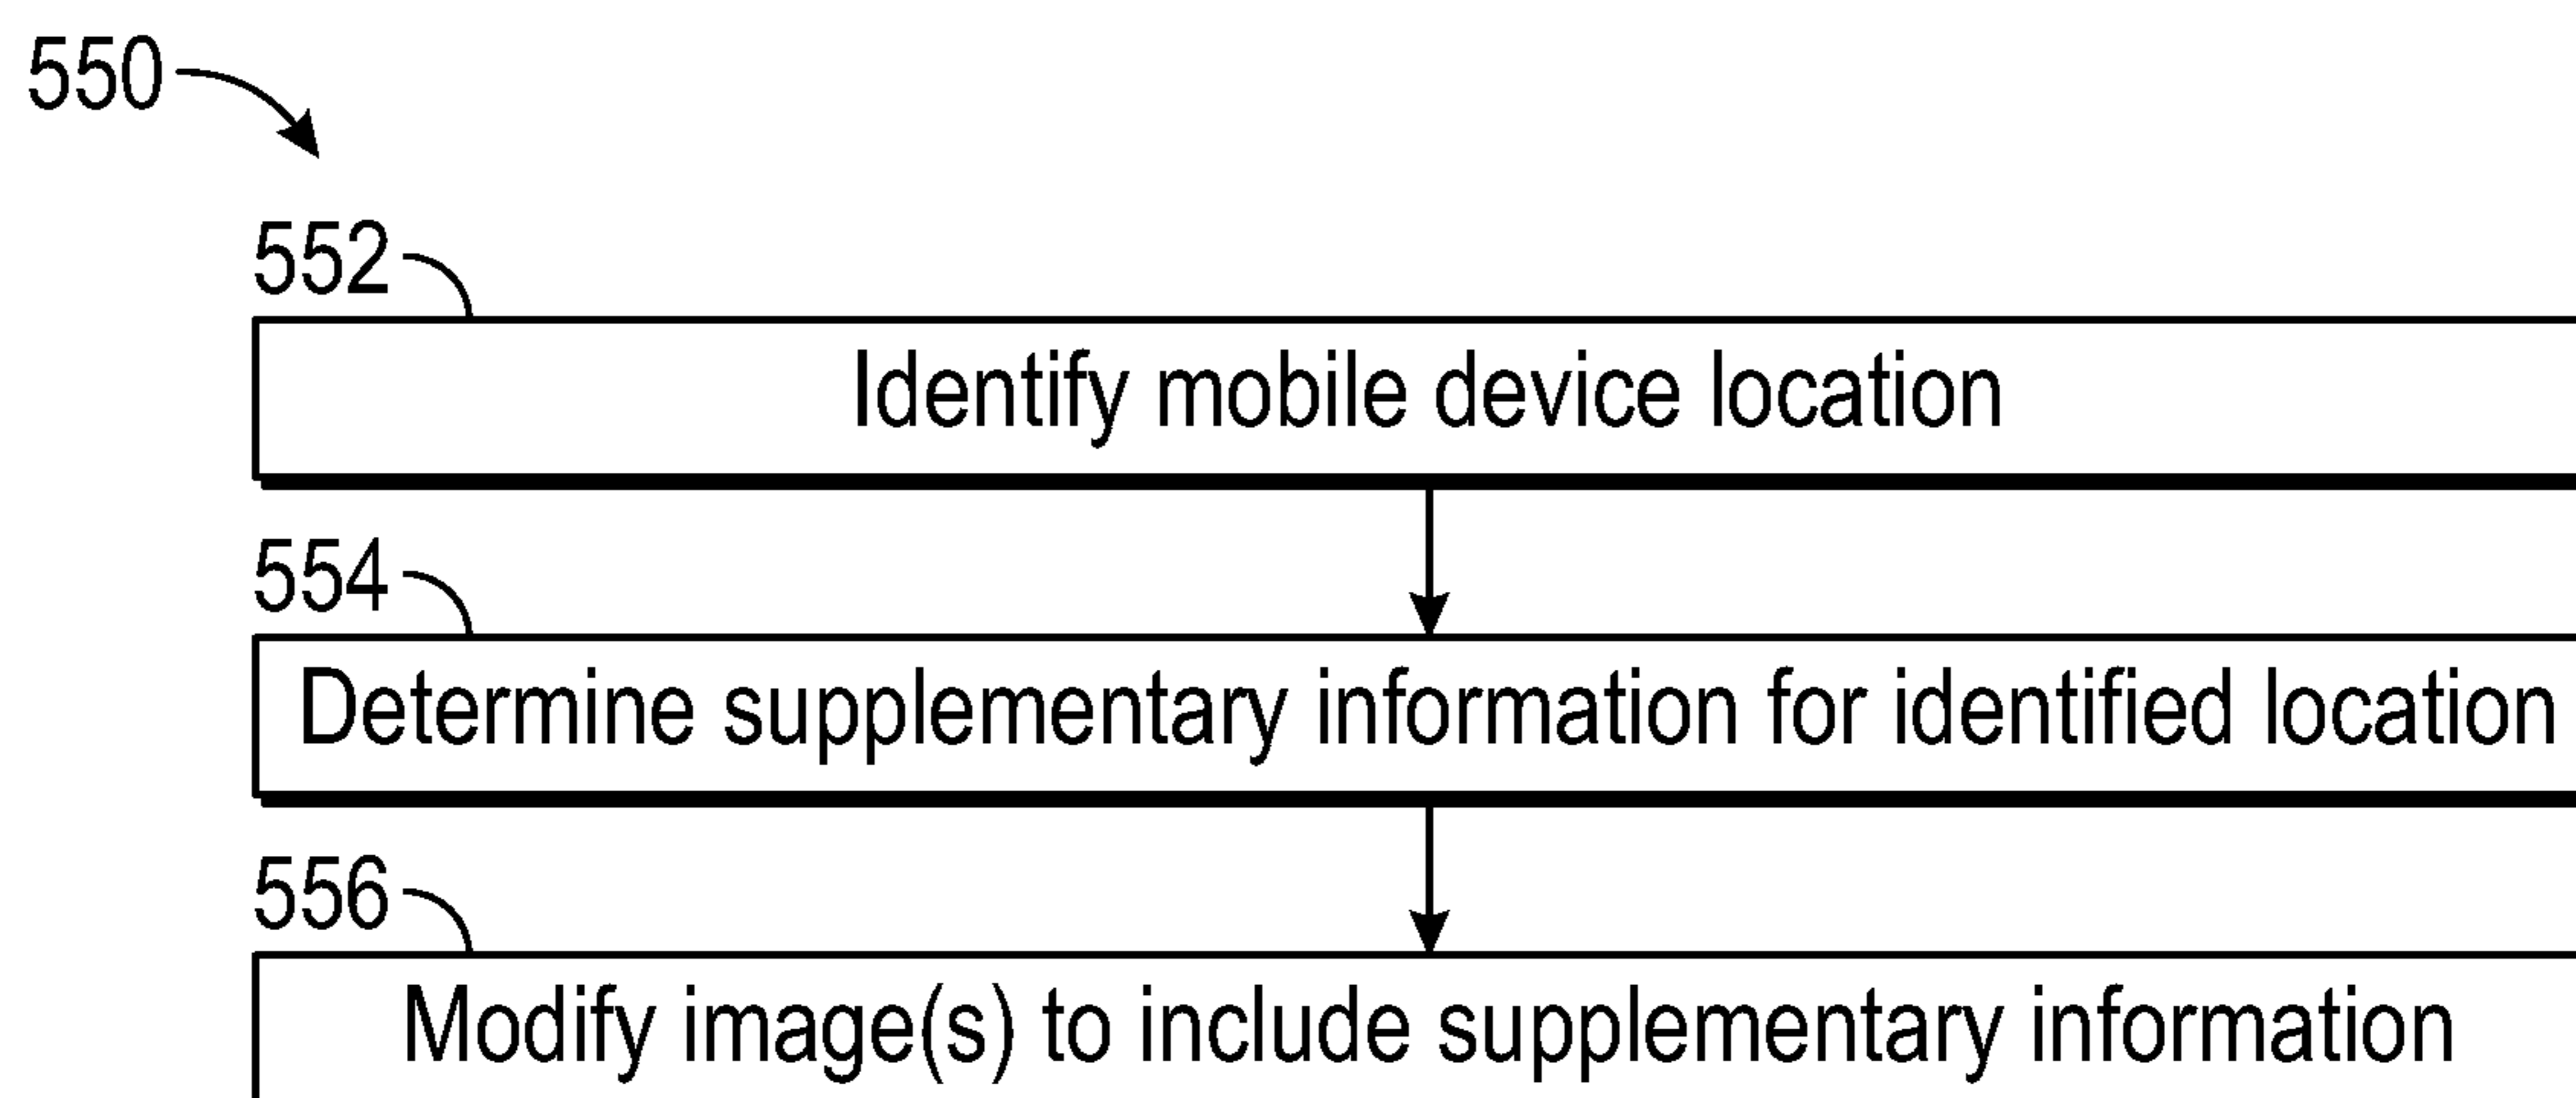 550
552
Identify mobile device location
554
Determine supplementary information for identified location
556
Modify image(s) to include supplementary information